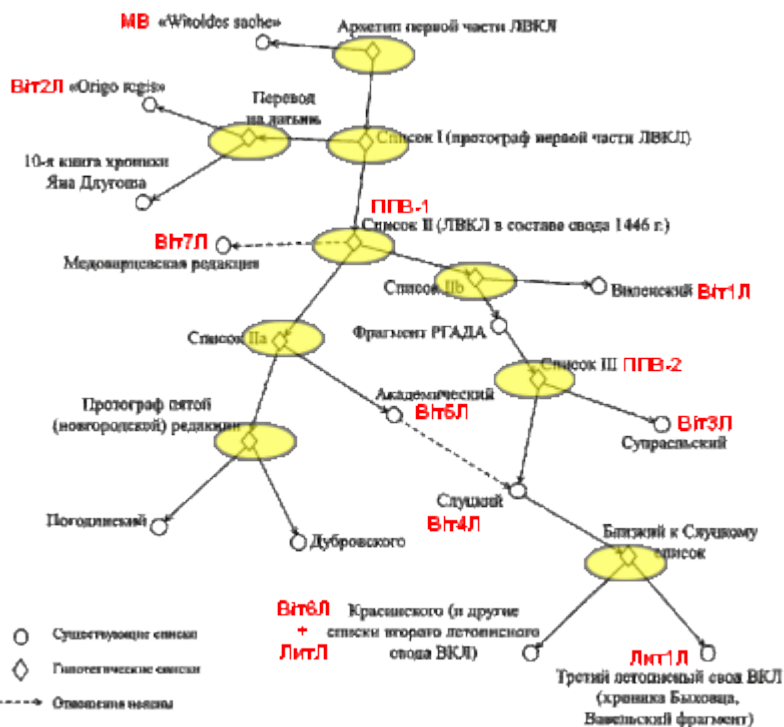 МВ «Witoldes sache»
Архетип первой части ЛВКЛ
Віт2Л «Origo regis»
Перевод
на латынь
Список I (протограф первой части ЛВКЛ)
10-я книга хроники
Яна Длугоша
ППВ-1
Список II (ЛВКЛ в составе свода 1446 г.)
Віт7Л
Медоварцевская редакция
Список IIb
Виленский Віт1Л
Фрагмент РГАДА
Список IIa
Список III ППВ-2
Академический
Віт5Л
Протограф пятой
(новгородской) редакции
Віт3Л
Супрасльский
Слуцкий
Віт4Л
Погодинский
Дубровского
Ближний к Слуцкому
список
Віт6Л
+
ЛитЛ
Красинского (и другие
списки второго летописного
свода ВКЛ)
Лит1Л
Третий летописный свод ВКЛ
(хроника Быховца,
Вавельский фрагмент)
Существующие списки
Гипотетические списки
Отношения неясны